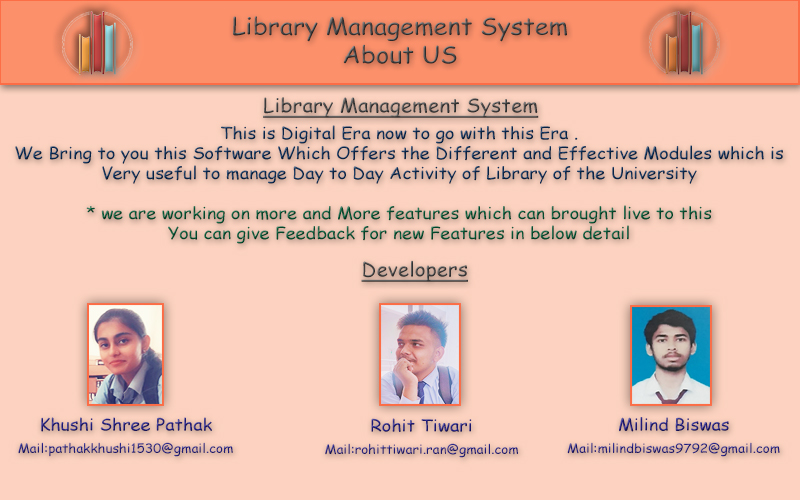 Library Management System
About US
Library Management System
This is Digital Era now to go with this Era .
We Bring to you this Software Which Offers the Different and Effective Modules which is
Very useful to manage Day to Day Activity of Library of the University
* we are working on more and More features which can brought live to this
You can give Feedback for new Features in below detail
Developers
Khushi Shree Pathak
Rohit Tiwari
Milind Biswas
Mail:pathakkhushi1530@gmail.com
Mail:rohittiwari.ran@gmail.com
Mail:milindbiswas9792@gmail.com